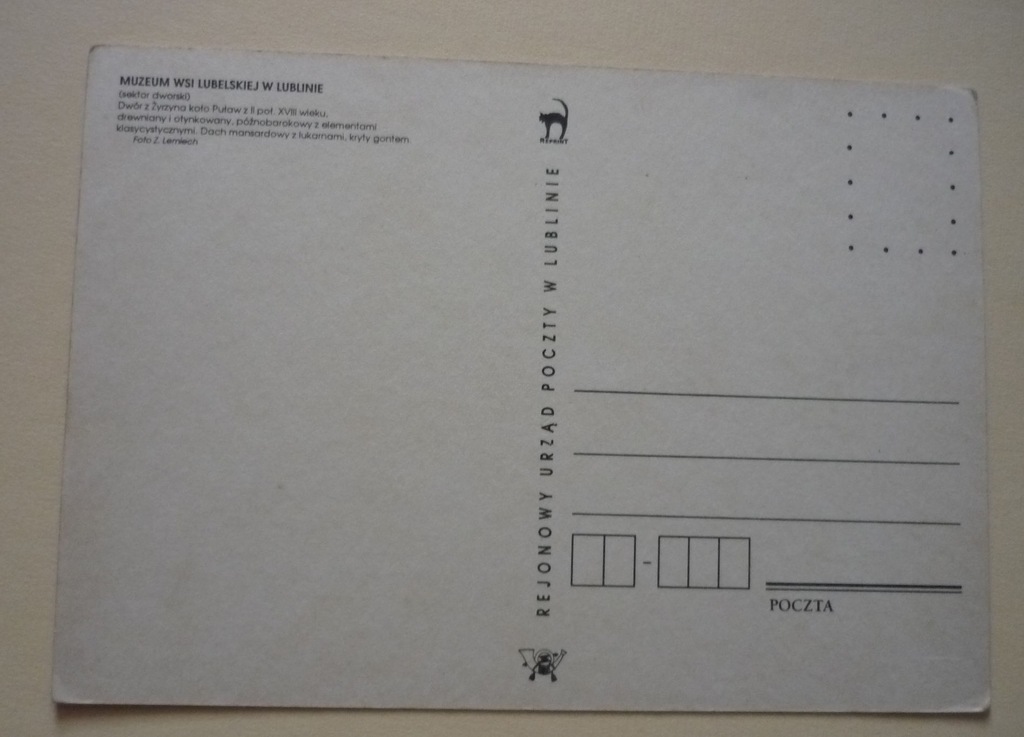 MUZEUM WSI LUBELSKIEJ W LUBLINIE
(sektor dworski)
Dwór z Żyrzyna koło Puław z II poł. XVIII wieku,
drewniany i otynkowany, późnobarokowy z elementami
klasycystycznymi. Dach mansardowy z lukarnami, kryty gontem.
Foto Z. Lemiech
REPRINT
REJONOWY URZĄD POCZTY W LUBLINIE
POCZTA